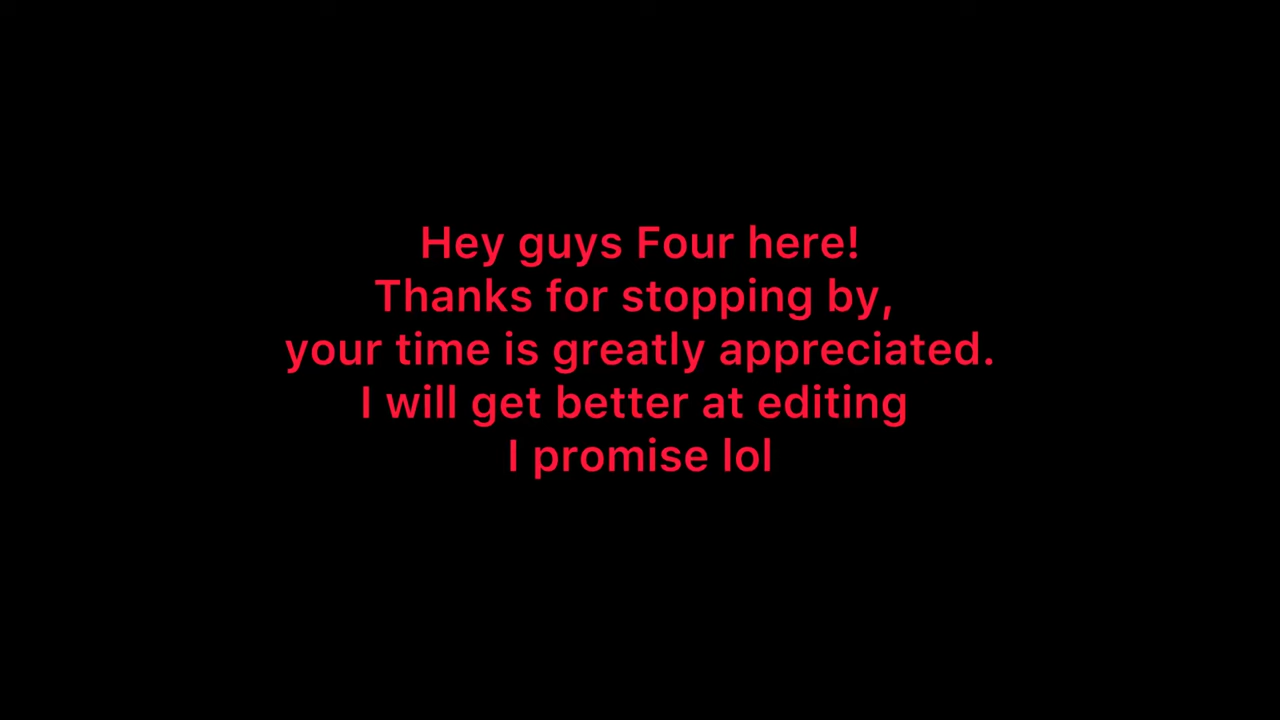 Hey guys Four here!
Thanks for stopping by,
your time is greatly appreciated.
I will get better at editing
I promise lol